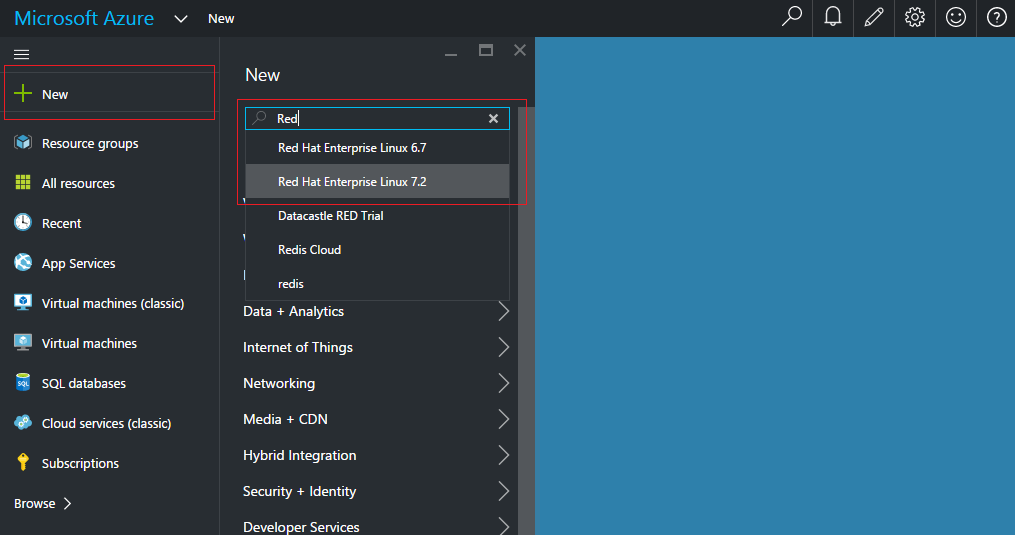 Microsoft Azure New
New
Resource groups
All resources
Recent
App Services
Virtual machines (classic)
Virtual machines
SQL
SQL databases
Cloud services (classic)
Subscriptions
Browse
New
Red
Red Hat Enterprise Linux 6.7
Red Hat Enterprise Linux 7.2
Datacastle RED Trial
Redis Cloud
redis
Data + Analytics
Internet of Things
Networking
Media + CDN
Hybrid Integration
Security + Identity
Developer Services